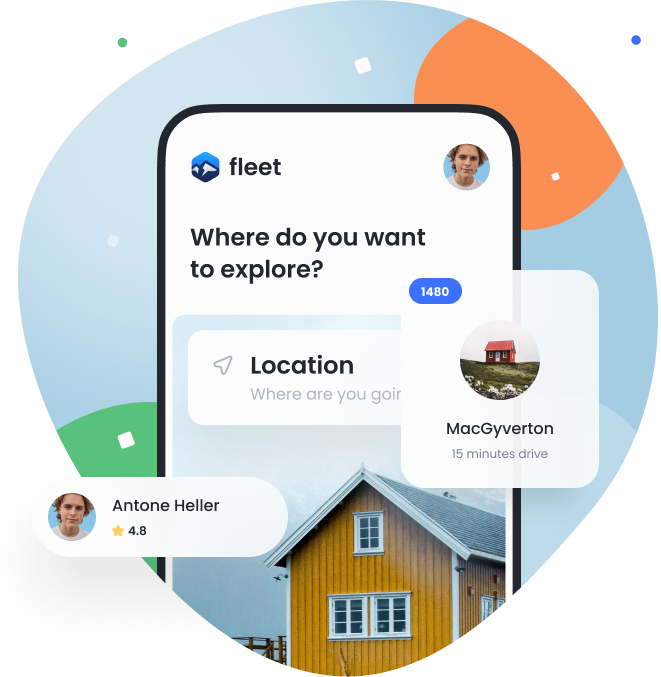 fleet
Where do you want
to explore?
1480
Location
Where are you goin
MacGyverton
15 minutes drive
Antone Heller
4.8